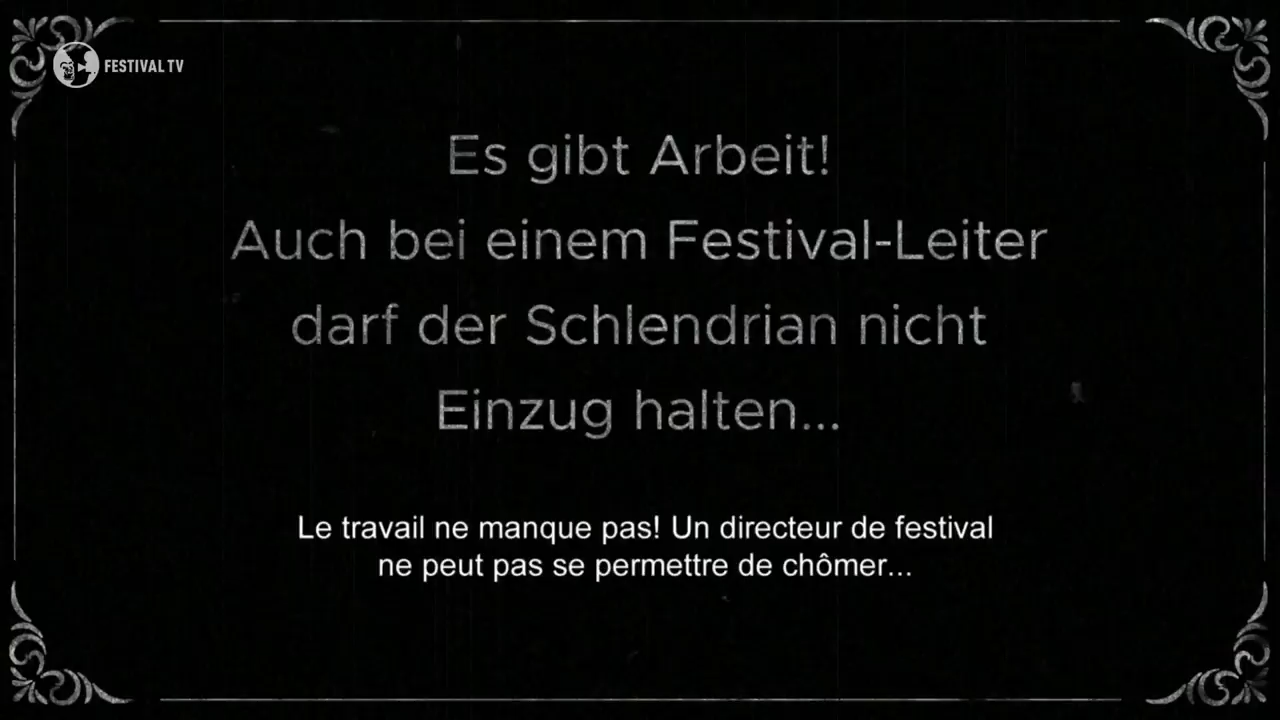 FESTIVAL TV
Es gibt Arbeit!
Auch bei einem Festival-Leiter
darf der Schlendrian nicht
Einzug halten...
Le travail ne manque pas! Un directeur de festival
ne peut pas se permettre de chômer...